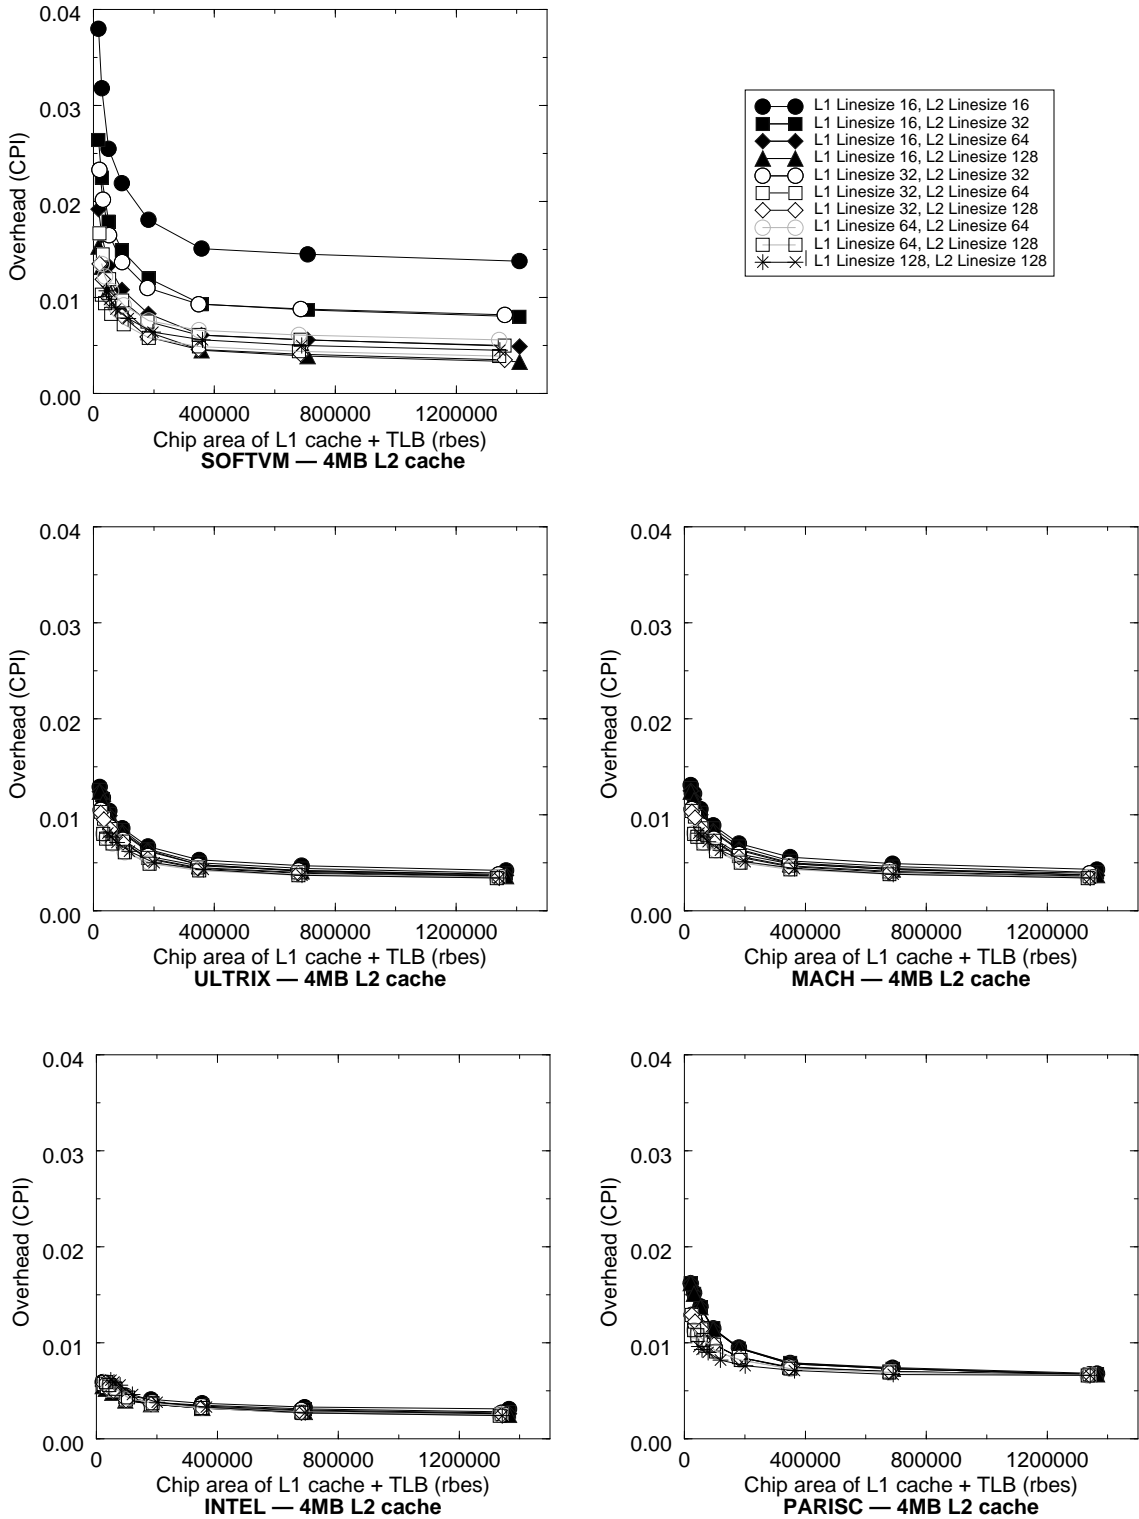 0.04
0.03
0.02
0.01
0.00
Overhead (CPI)
0 400000 800000 1200000
Chip area of L1 cache + TLB (rbes)
SOFTVM — 4MB L2 cache
L1 Linesize 16, L2 Linesize 16
L1 Linesize 16, L2 Linesize 32
L1 Linesize 16, L2 Linesize 64
L1 Linesize 16, L2 Linesize 128
L1 Linesize 32, L2 Linesize 32
L1 Linesize 32, L2 Linesize 64
L1 Linesize 32, L2 Linesize 128
L1 Linesize 64, L2 Linesize 64
L1 Linesize 64, L2 Linesize 128
L1 Linesize 128, L2 Linesize 128
0.04
0.03
0.02
0.01
0.00
Overhead (CPI)
0 400000 800000 1200000
Chip area of L1 cache + TLB (rbes)
ULTRIX — 4MB L2 cache
0.04
0.03
0.02
0.01
0.00
Overhead (CPI)
0 400000 800000 1200000
Chip area of L1 cache + TLB (rbes)
MACH — 4MB L2 cache
0.04
0.03
0.02
0.01
0.00
Overhead (CPI)
0 400000 800000 1200000
Chip area of L1 cache + TLB (rbes)
INTEL — 4MB L2 cache
0.04
0.03
0.02
0.01
0.00
Overhead (CPI)
0 400000 800000 1200000
Chip area of L1 cache + TLB (rbes)
PARISC — 4MB L2 cache